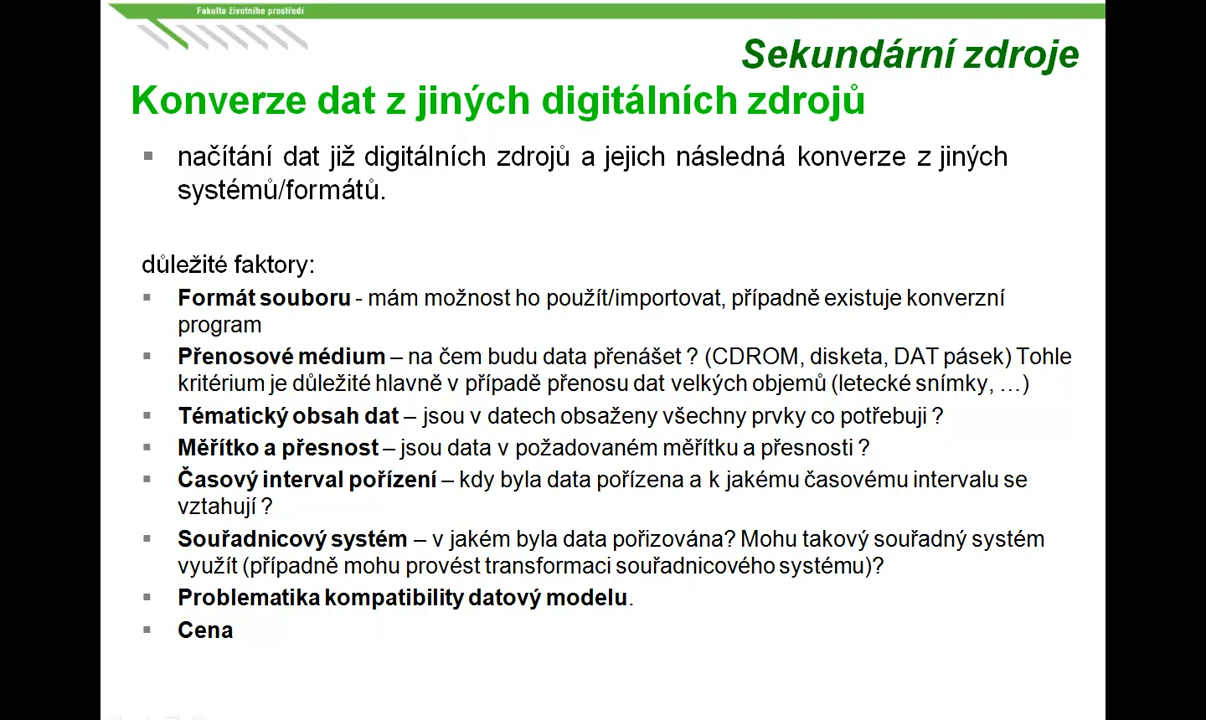 Fakulta životního prostředí
Sekundární zdroje
Konverze dat z jiných digitálních zdrojů
načítání dat již digitálních zdrojů a jejich následná konverze z jiných
systémů/formátů.
důležité faktory:
Formát souboru - mám možnost ho použít/importovat, případně existuje konverzní
program
Přenosové médium – na čem budu data přenášet ? (CDROM, disketa, DAT pásek) Tohle
kritérium je důležité hlavně v případě přenosu dat velkých objemů (letecké snímky, …)
Tématický obsah dat – jsou v datech obsaženy všechny prvky co potřebuji ?
Měřítko a přesnost – jsou data v požadovaném měřítku a přesnosti ?
Časový interval pořízení – kdy byla data pořízena a k jakému časovému intervalu se
vztahují ?
Souřadnicový systém – v jakém byla data pořizována? Mohu takový souřadný systém
využít (případně mohu provést transformaci souřadnicového systému)?
Problematika kompatibility datový modelu.
Cena